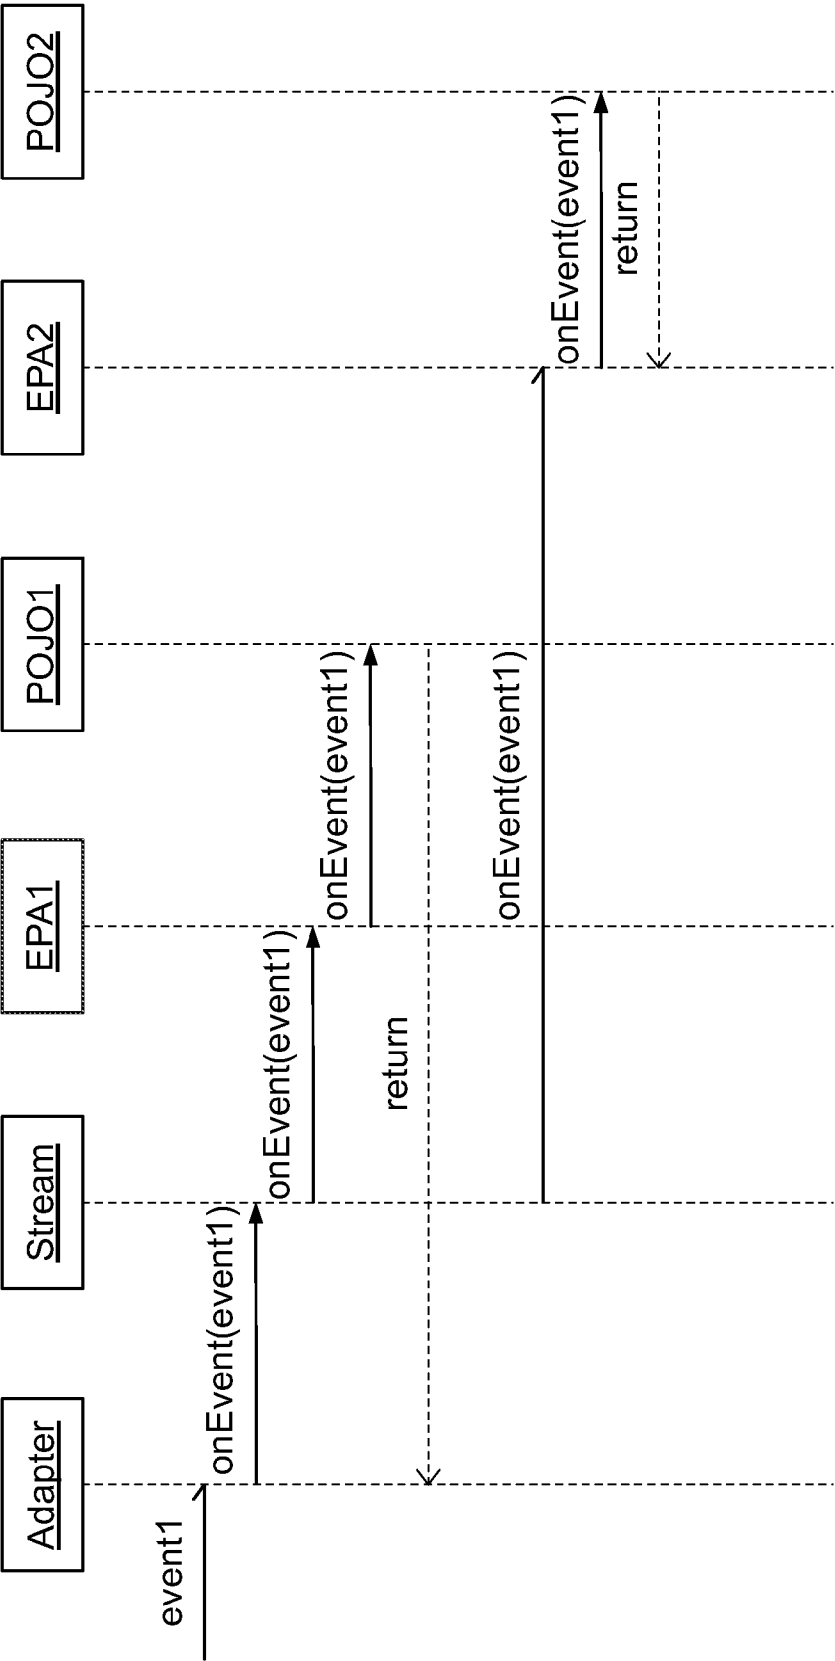 Adapter
Stream
EPA1
POJO1
EPA2
POJO2
event1
onEvent(event1)
onEvent(event1)
onEvent(event1)
return
onEvent(event1)
onEvent(event1)
return